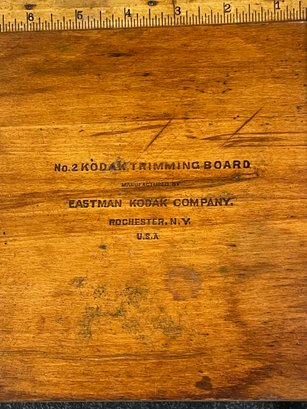 6 5 4 3 2 1
No. 2 KODAK TRIMMING BOARD
MANUFACTURED BY
EASTMAN KODAK COMPANY.
ROCHESTER, N.Y.
U.S.A